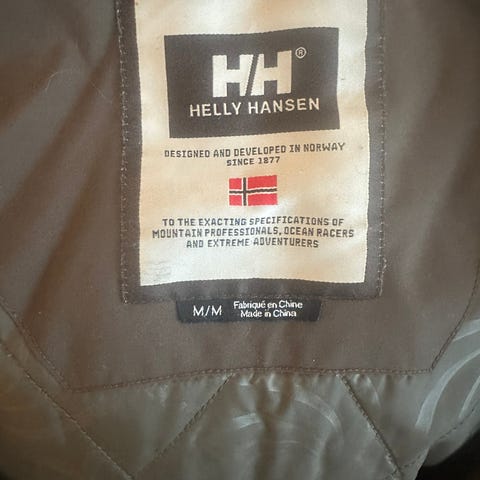 HH®
HELLY HANSEN
DESIGNED AND DEVELOPED IN NORWAY
SINCE 1877
TO THE EXACTING SPECIFICATIONS OF
MOUNTAIN PROFESSIONALS, OCEAN RACERS
AND EXTREME ADVENTURERS
M/M Fabriqué en Chine
Made in China